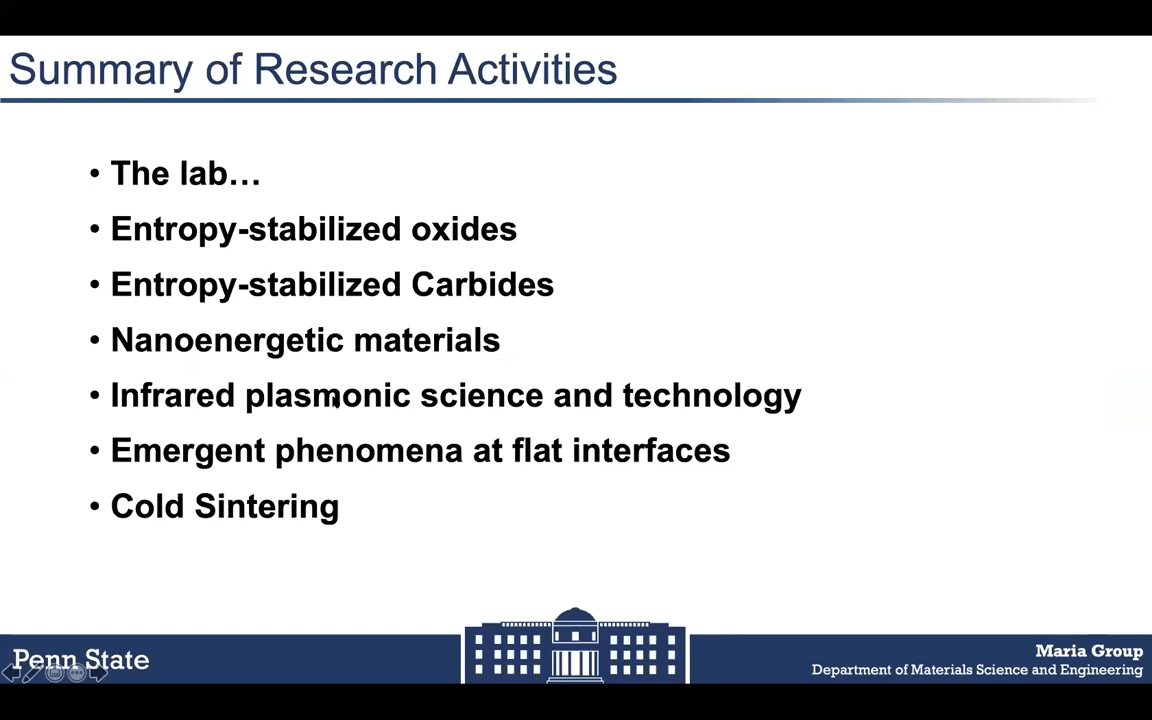 Summary of Research Activities
• The lab…
• Entropy-stabilized oxides
• Entropy-stabilized Carbides
• Nanoenergetic materials
• Infrared plasmonic science and technology
• Emergent phenomena at flat interfaces
• Cold Sintering
Penn State
Maria Group
Department of Materials Science and Engineering